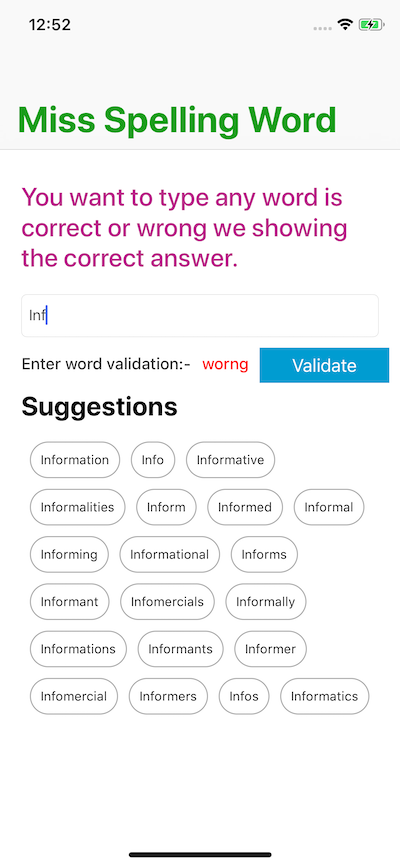 12:52
Miss Spelling Word
You want to type any word is
correct or wrong we showing
the correct answer.
Inf
Enter word validation:- worng Validate
Suggestions
Information Info Informative
Informalities Inform Informed Informal
Informing Informational Informs
Informant Infomercials Informally
Informations Informants Informer
Infomercial Informers Infos Informatics